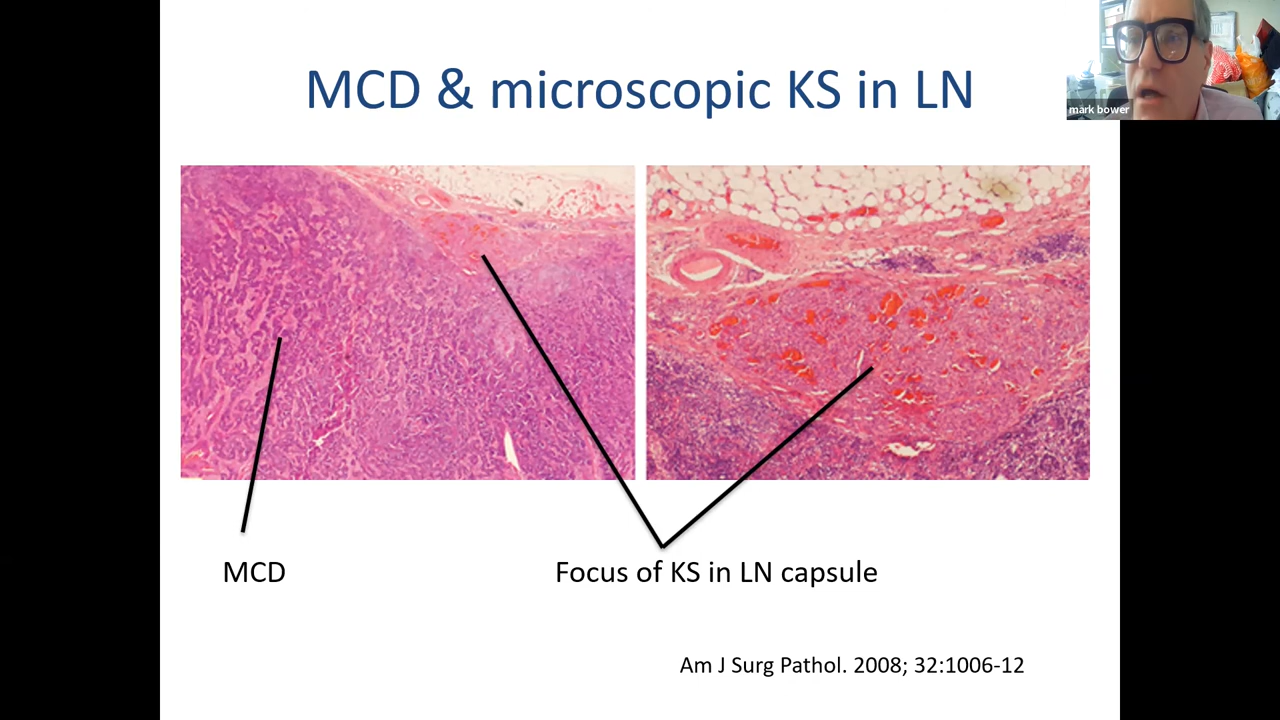 MCD & microscopic KS in LN
mark bower
MCD
Focus of KS in LN capsule
Am J Surg Pathol. 2008; 32:1006-12